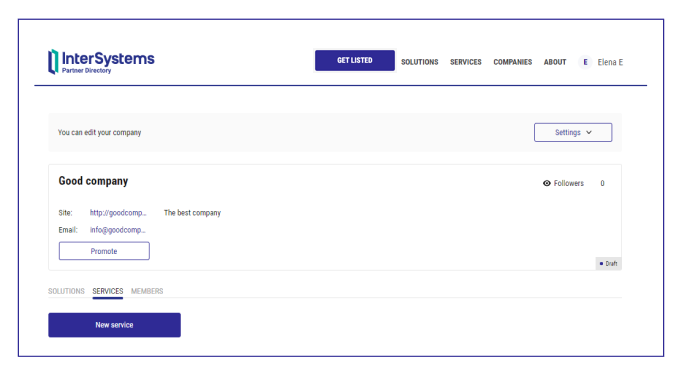 InterSystems
Partner Directory
GET LISTED
SOLUTIONS
SERVICES
COMPANIES
ABOUT
E
Elena E
You can edit your company
Settings
Good company
Followers 0
Site: http://goodcomp... The best company
Email: info@goodcomp...
Promote
Draft
SOLUTIONS SERVICES MEMBERS
New service